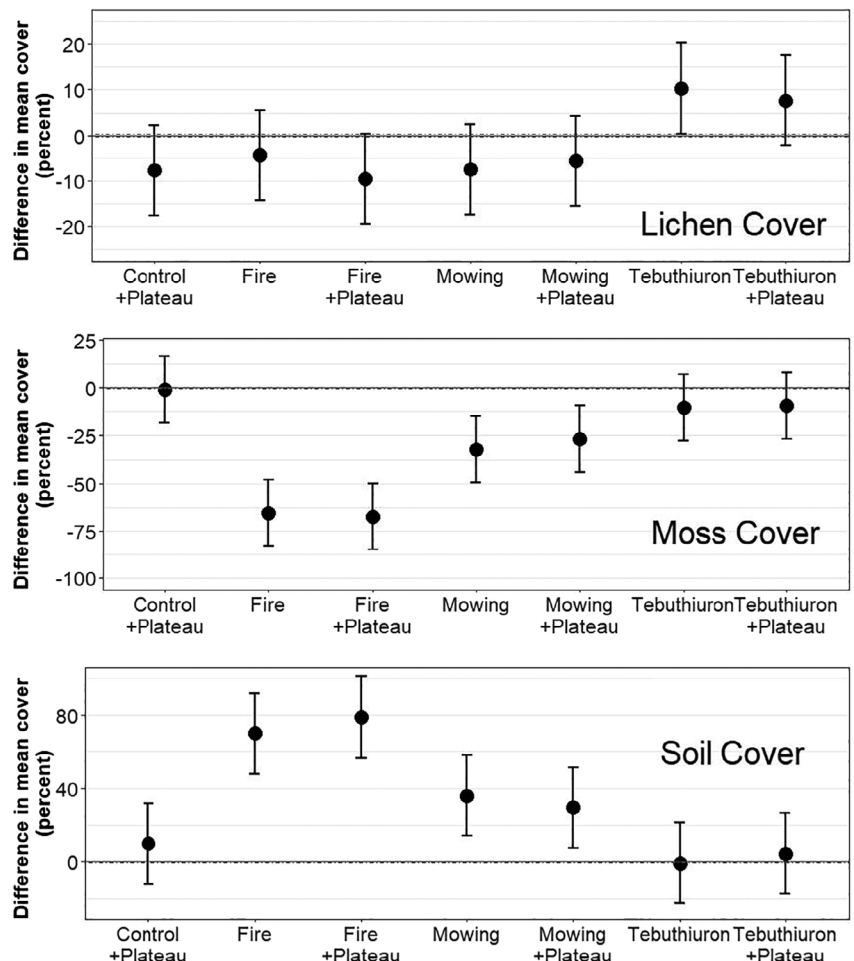 Difference in mean cover
(percent)
20
10
0
-10
-20
Lichen Cover
Control
+Plateau
Fire
Fire
+Plateau
Mowing
Mowing
+Plateau
Tebuthiuron
Tebuthiuron
+Plateau
Difference in mean cover
(percent)
25
0
-25
-50
-75
-100
Moss Cover
Control
+Plateau
Fire
Fire
+Plateau
Mowing
Mowing
+Plateau
Tebuthiuron
Tebuthiuron
+Plateau
Difference in mean cover
(percent)
80
40
0
Soil Cover
Control
+Plateau
Fire
Fire
+Plateau
Mowing
Mowing
+Plateau
Tebuthiuron
Tebuthiuron
+Plateau